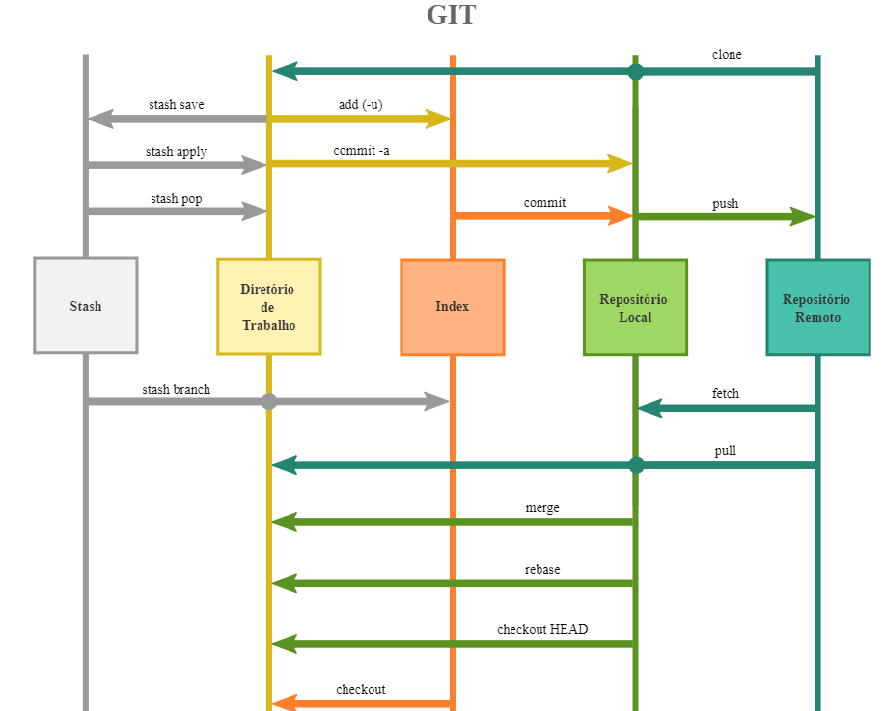 GIT
clone
stash save
add (-u)
stash apply
commit -a
stash pop
commit
push
Stash
Diretório
de
Trabalho
Index
Repositório
Local
Repositório
Remoto
stash branch
fetch
pull
merge
rebase
checkout HEAD
checkout